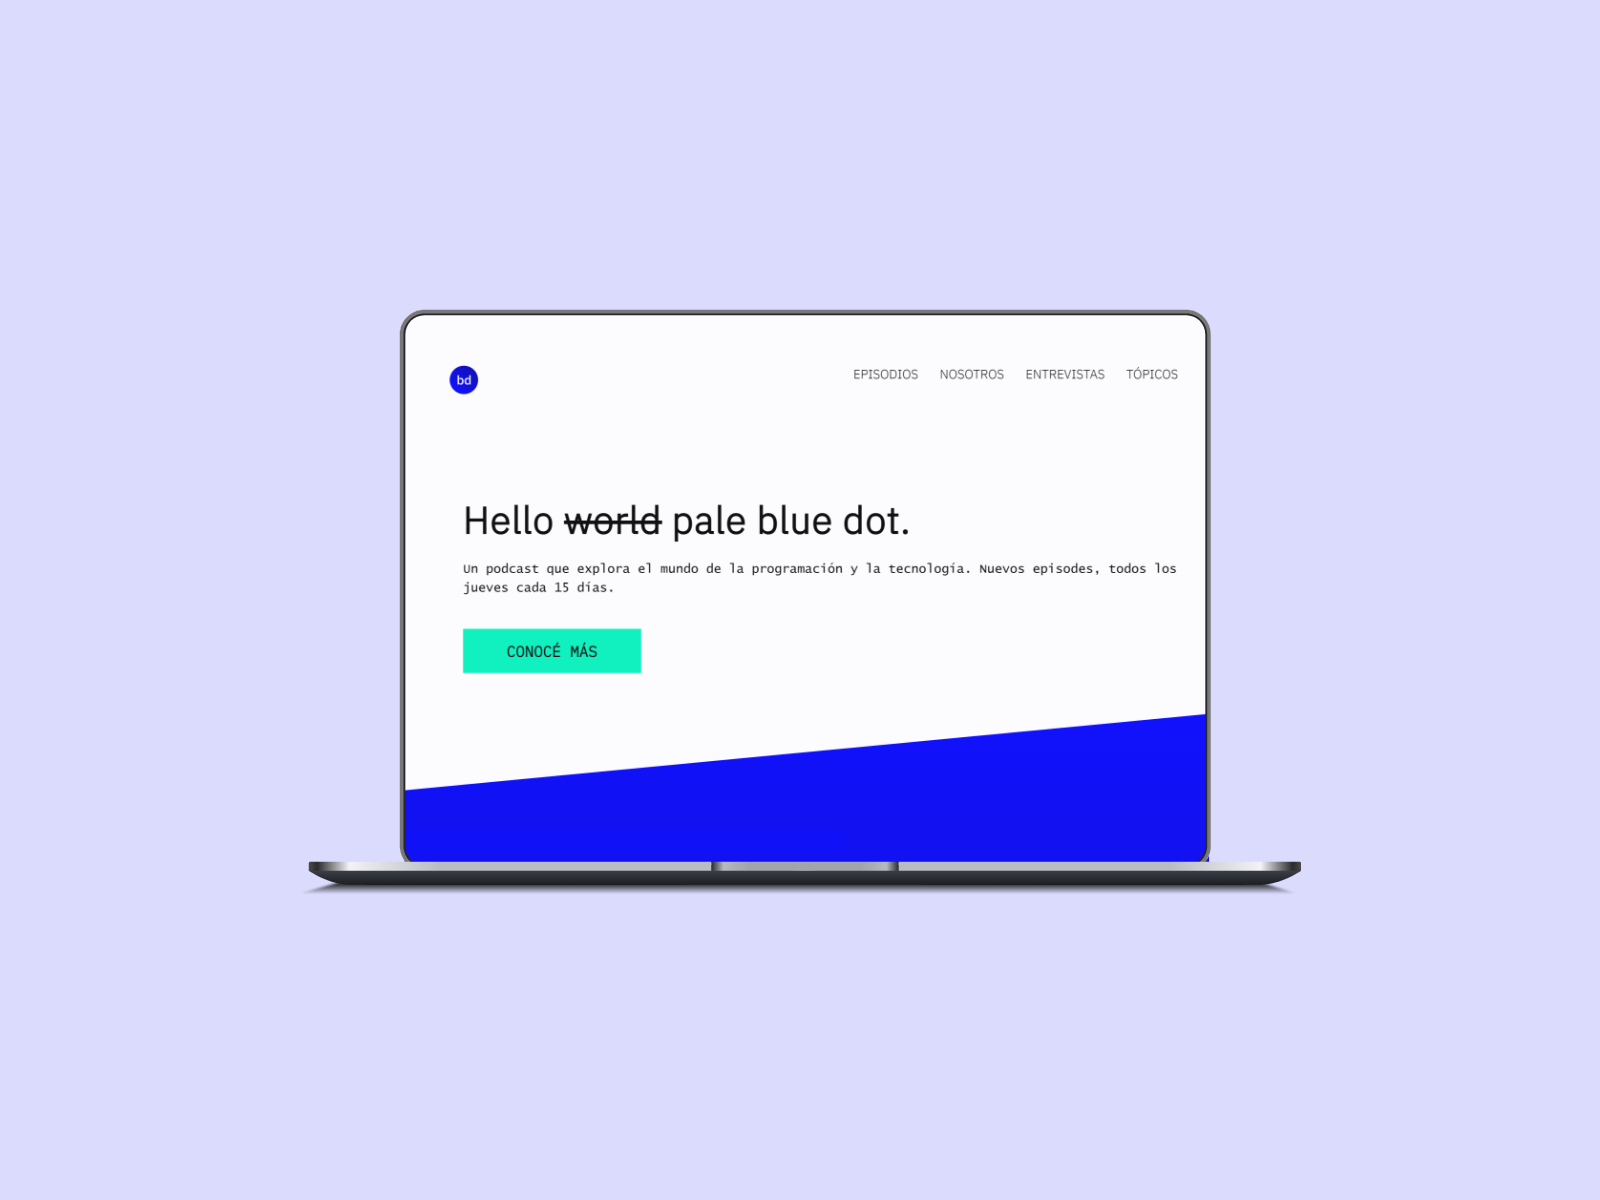 bd
EPISODIOS NOSOTROS ENTREVISTAS TÓPICOS
Hello world pale blue dot.
Un podcast que explora el mundo de la programación y la tecnología. Nuevos episodes, todos los
jueves cada 15 días.
CONOCÉ MÁS